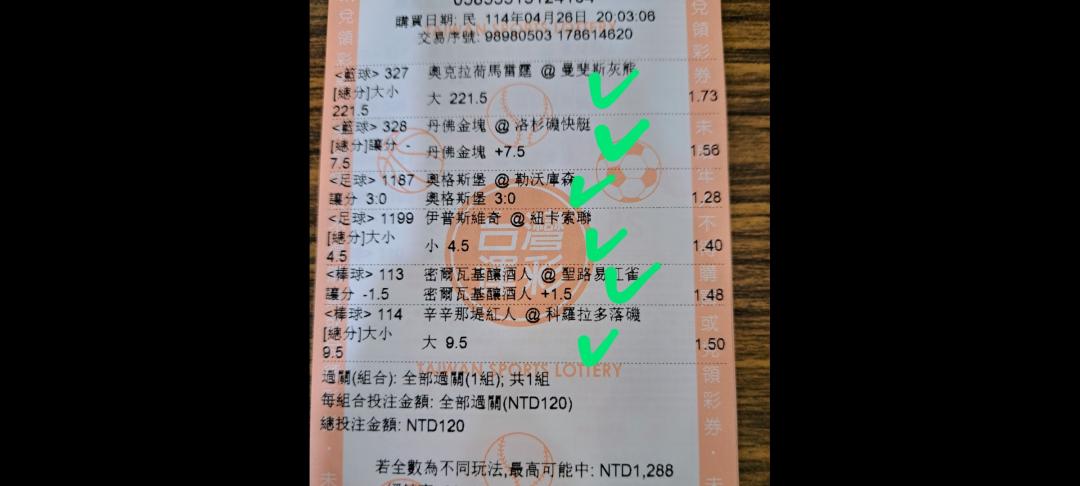 購買日期: 民 114年04月26日 20:03:06
交易序號: 98980503 178614620
<籃球> 327 奧克拉荷馬雷霆 @ 曼斐斯灰熊
[總分]大小 大 221.5 1.73
221.5
<籃球> 328 丹佛金塊 @ 洛杉磯快艇
[總分]讓分 - 丹佛金塊 +7.5 1.56
7.5
<足球> 1187 奧格斯堡 @ 勒沃庫森
讓分 3:0 奧格斯堡 3:0 1.28
<足球> 1199 伊普斯維奇 @ 紐卡索聯
[總分]大小 小 4.5 1.40
4.5
<棒球> 113 密爾瓦基釀酒人 @ 聖路易紅雀
讓分 -1.5 密爾瓦基釀酒人 +1.5 1.48
<棒球> 114 辛辛那堤紅人 @ 科羅拉多落磯
[總分]大小 大 9.5 1.50
9.5
台灣
運彩
TAIWAN SPORTS LOTTERY
過關(組合): 全部過關(1組); 共1組
每組合投注金額: 全部過關(NTD120)
總投注金額: NTD120
若全數為不同玩法,最高可能中: NTD1,288